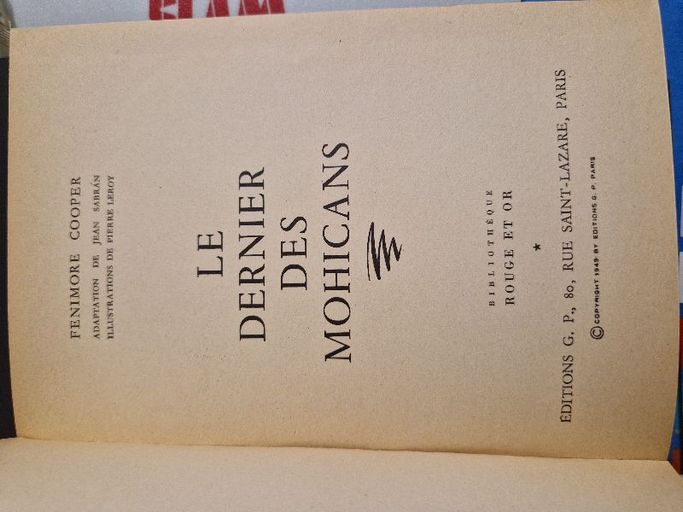 FENIMORE COOPER
ADAPTATION DE JEAN SABRAN
ILLUSTRATIONS DE PIERRE LEROY
LE
DERNIER
DES
MOHICANS
BIBLIOTHÈQUE
ROUGE ET OR
★
EDITIONS G. P., 80, RUE SAINT-LAZARE, PARIS
© COPYRIGHT 1949 BY EDITIONS G. P. PARIS